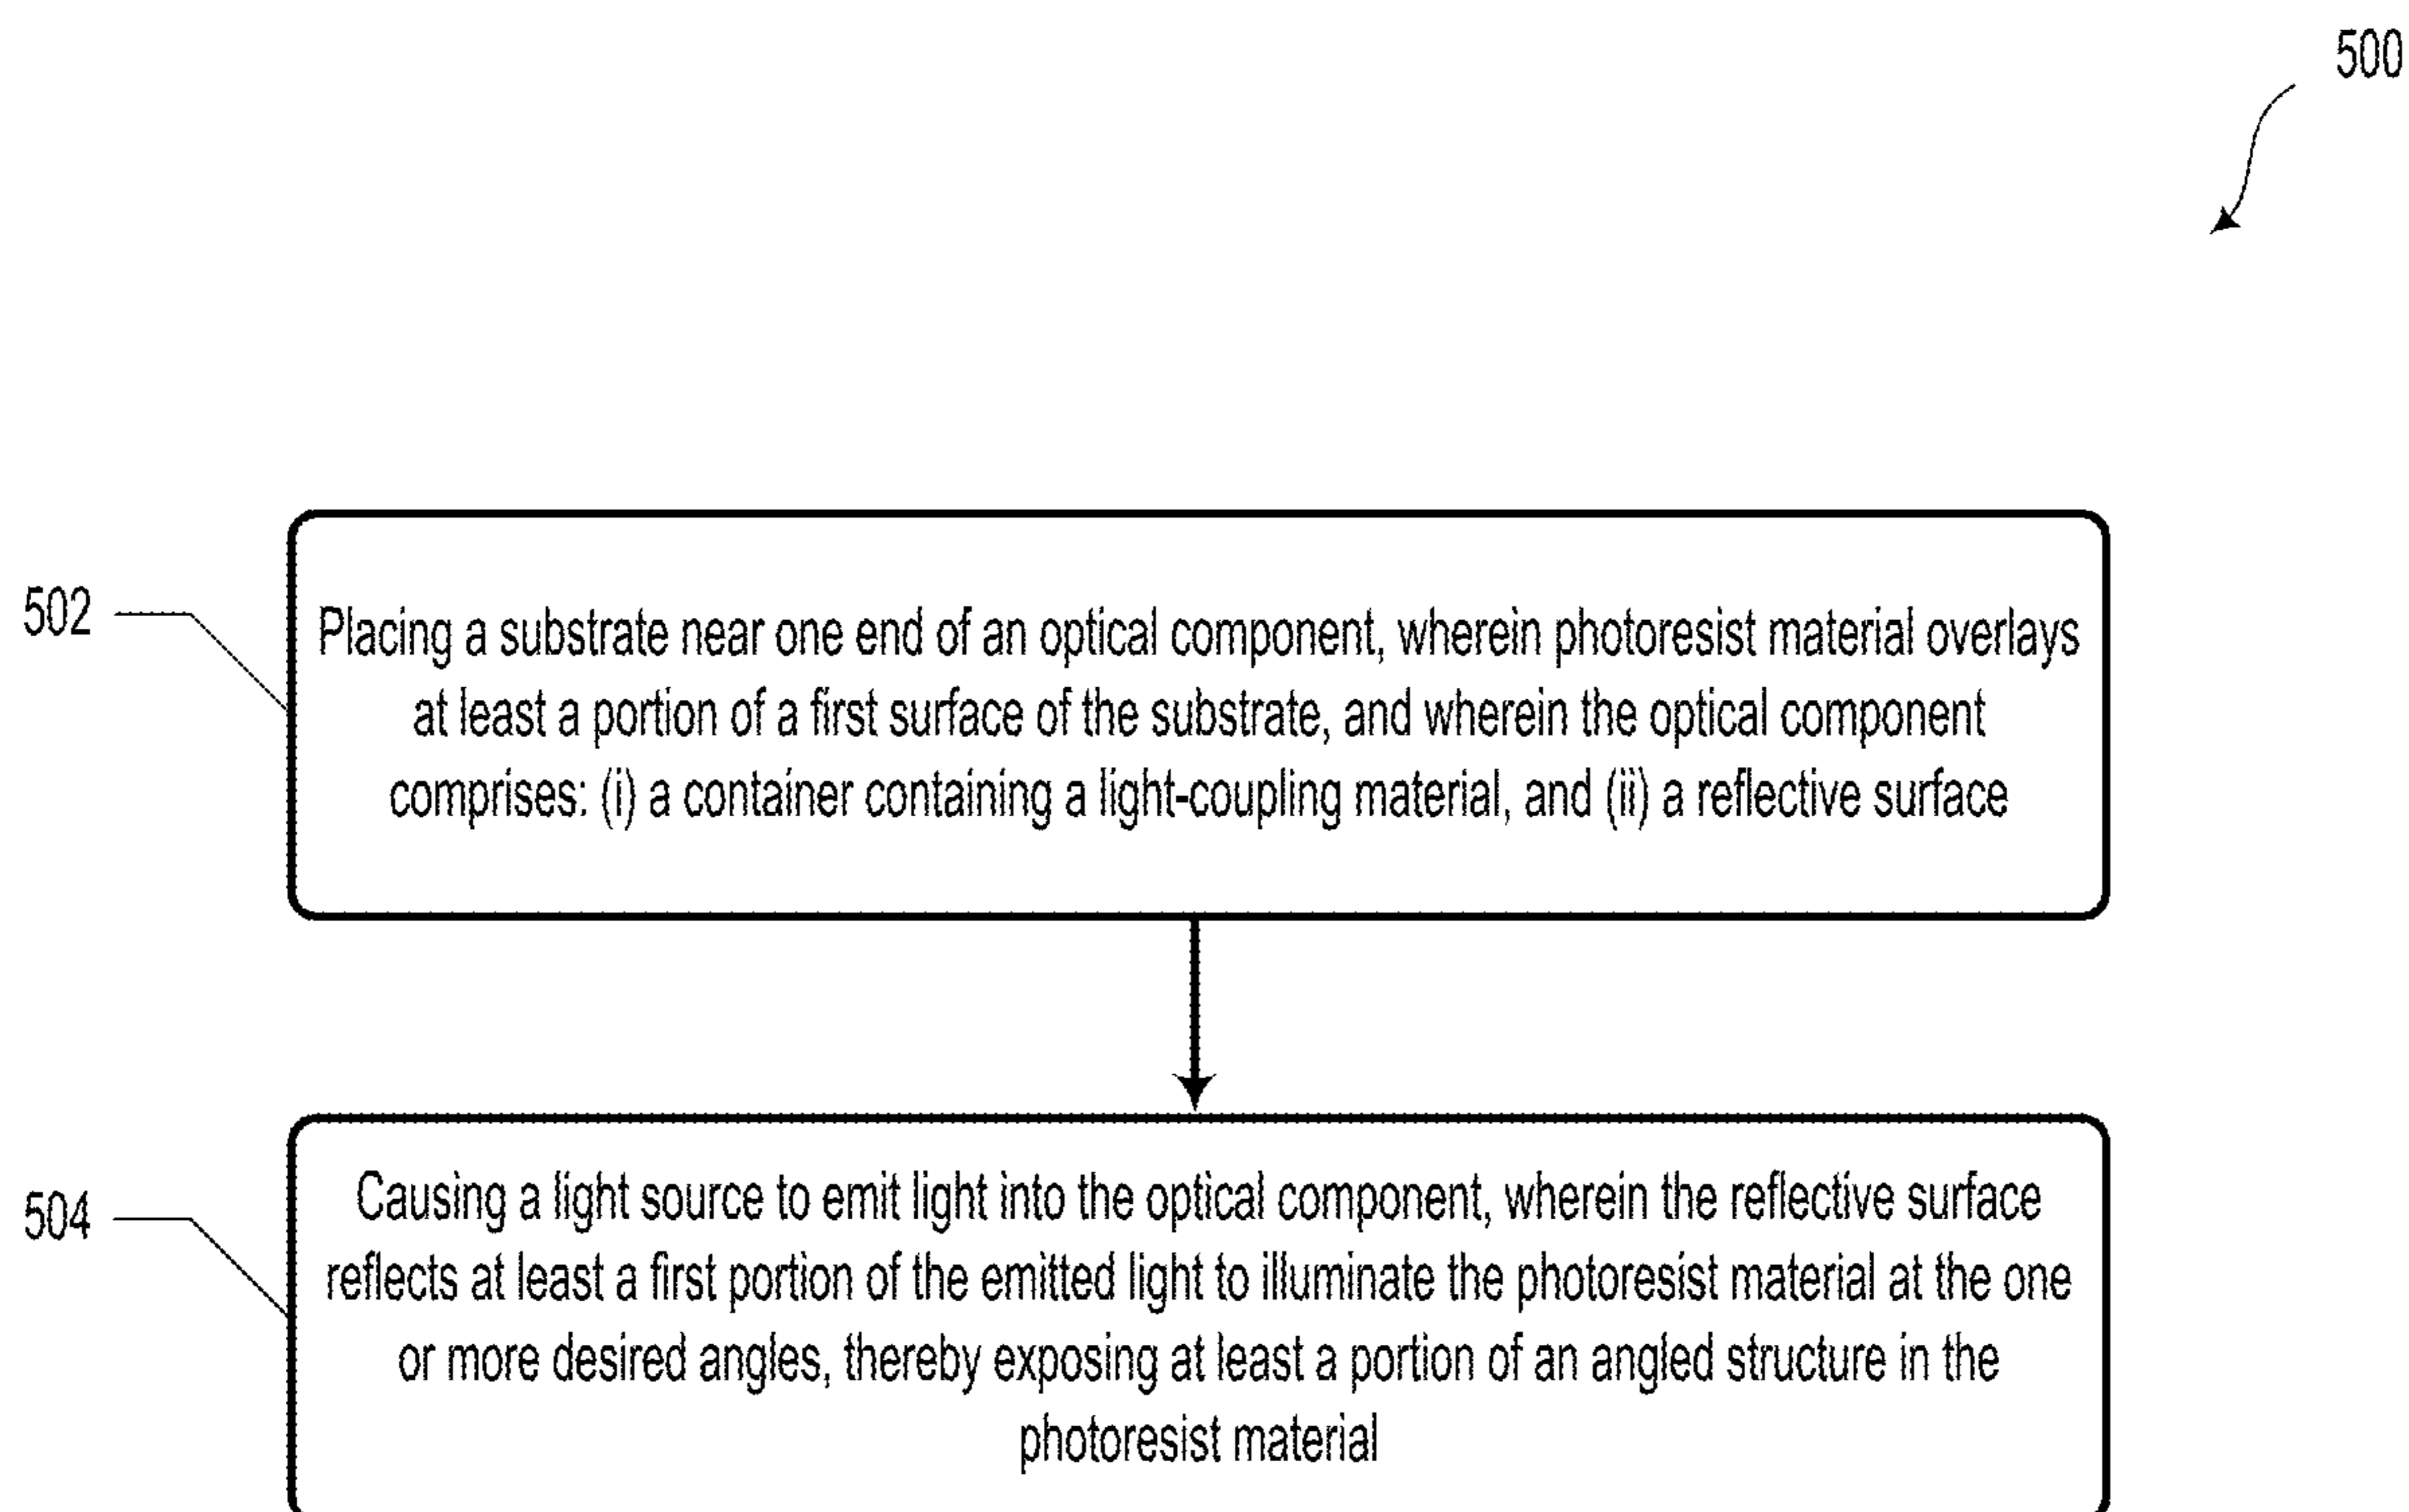 500
502
Placing a substrate near one end of an optical component, wherein photoresist material overlays
at least a portion of a first surface of the substrate, and wherein the optical component
comprises: (i) a container containing a light-coupling material, and (ii) a reflective surface
504
Causing a light source to emit light into the optical component, wherein the reflective surface
reflects at least a first portion of the emitted light to illuminate the photoresist material at the one
or more desired angles, thereby exposing at least a portion of an angled structure in the
photoresist material